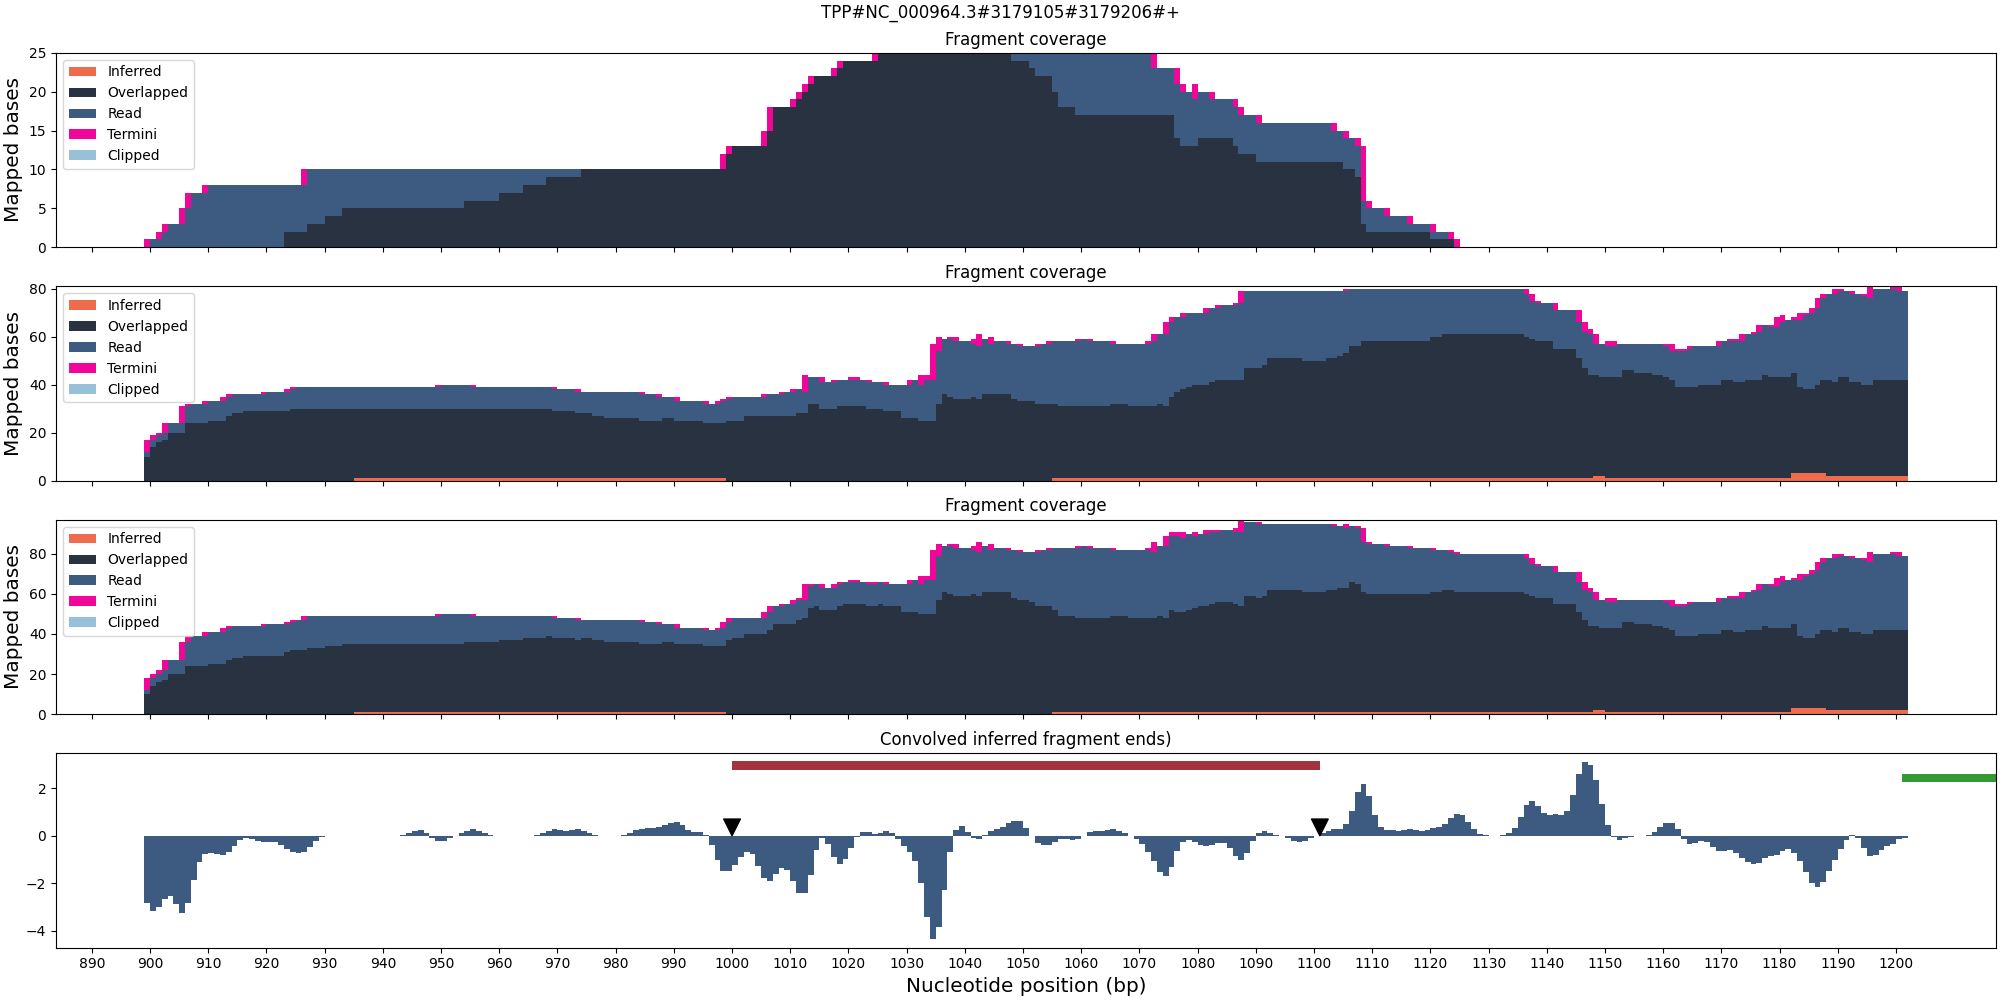 TPP#NC_000964.3#3179105#3179206#+
Fragment coverage
25
20
15
10
5
0
Mapped bases
Inferred
Overlapped
Read
Termini
Clipped
Fragment coverage
80
60
40
20
0
Mapped bases
Inferred
Overlapped
Read
Termini
Clipped
Fragment coverage
80
60
40
20
0
Mapped bases
Inferred
Overlapped
Read
Termini
Clipped
Convolved inferred fragment ends)
2
0
−2
−4
890 900 910 920 930 940 950 960 970 980 990 1000 1010 1020 1030 1040 1050 1060 1070 1080 1090 1100 1110 1120 1130 1140 1150 1160 1170 1180 1190 1200
Nucleotide position (bp)